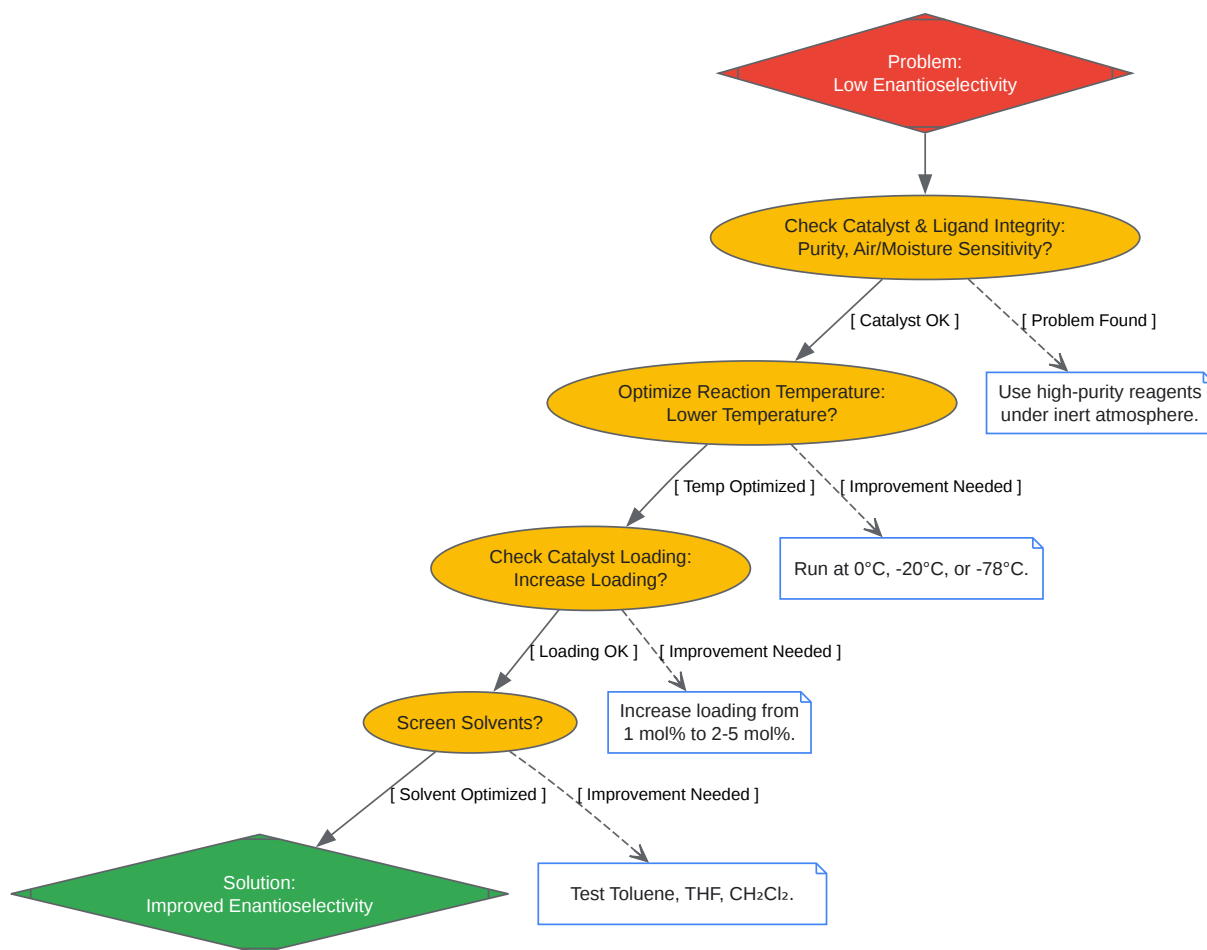 Problem:
Low Enantioselectivity
Check Catalyst & Ligand Integrity:
Purity, Air/Moisture Sensitivity?
[ Catalyst OK ]
[ Problem Found ]
Optimize Reaction Temperature:
Lower Temperature?
Use high-purity reagents
under inert atmosphere.
[ Temp Optimized ]
[ Improvement Needed ]
Check Catalyst Loading:
Increase Loading?
Run at 0°C, -20°C, or -78°C.
[ Loading OK ]
[ Improvement Needed ]
Screen Solvents?
Increase loading from
1 mol% to 2-5 mol%.
[ Solvent Optimized ]
[ Improvement Needed ]
Solution:
Improved Enantioselectivity
Test Toluene, THF, CH₂Cl₂.